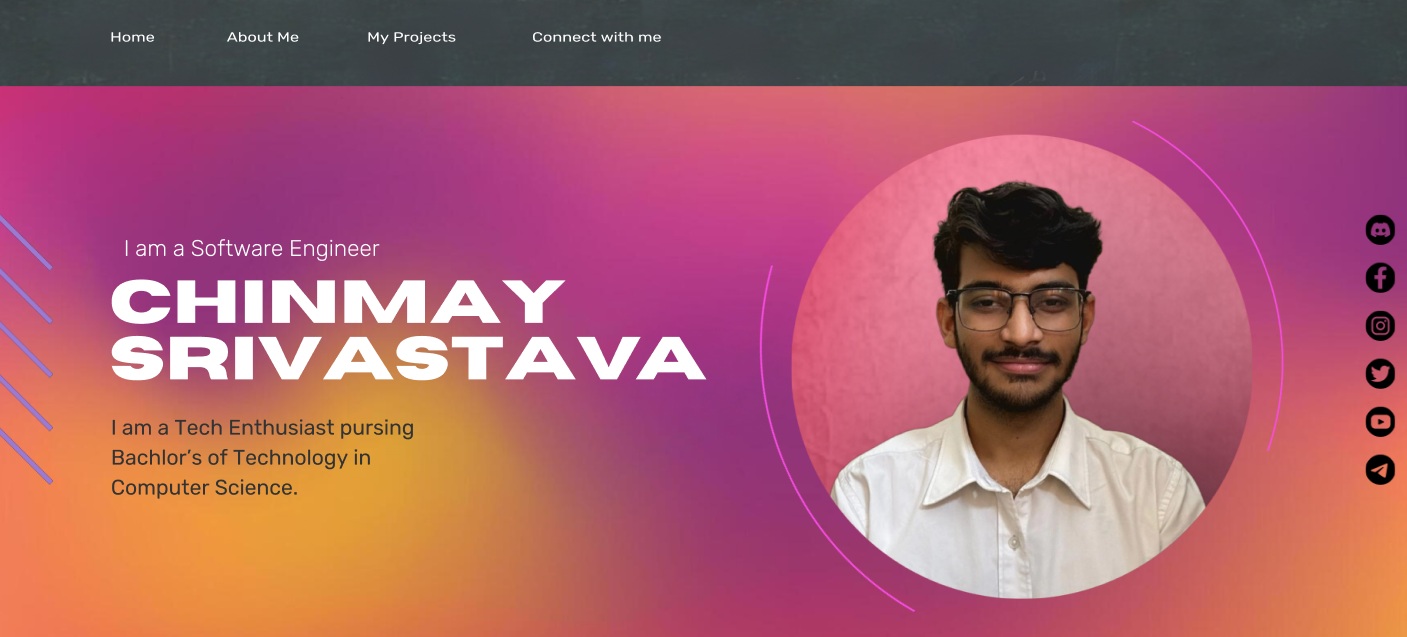 Home
About Me
My Projects
Connect with me
I am a Software Engineer
CHINMAY
SRIVASTAVA
I am a Tech Enthusiast pursing
Bachlor's of Technology in
Computer Science.